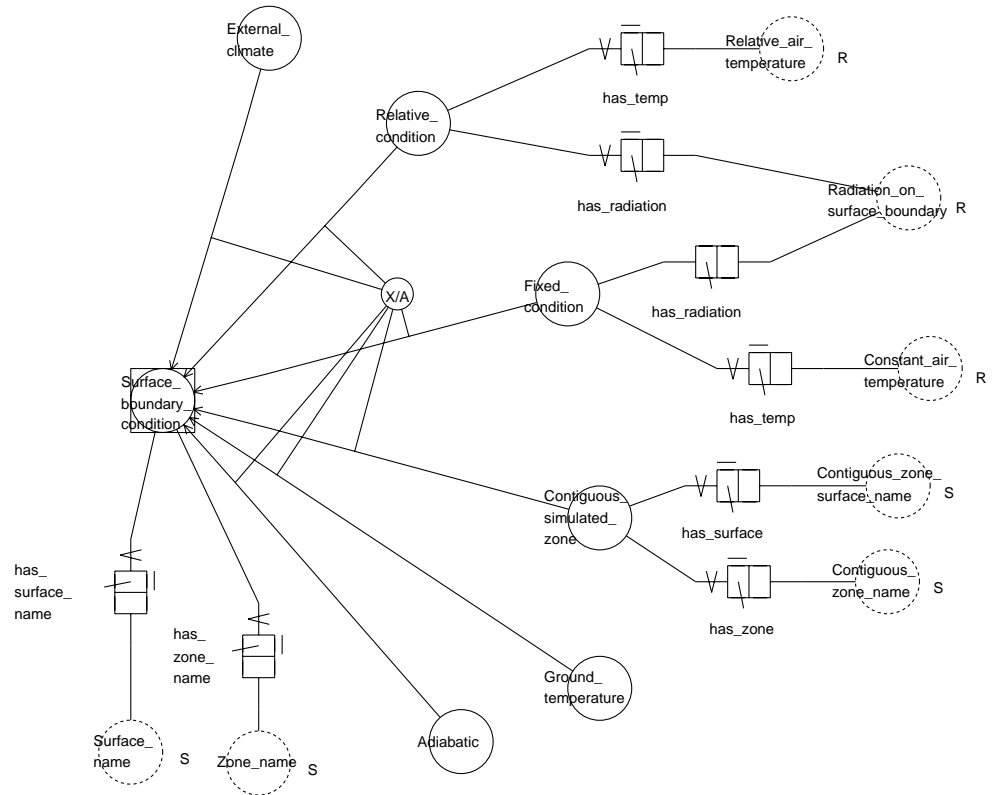 External_
climate
Relative_air_
temperature
R
has_temp
Relative_
condition
has_radiation
Radiation_on_
surface_boundary
R
X/A
Fixed_
condition
has_radiation
Constant_air_
temperature
R
has_temp
Surface_
boundary_
condition
Contiguous_zone_
surface_name
S
has_surface
Contiguous_
simulated_
zone
Contiguous_
zone_name
S
has_zone
has_
surface_
name
has_
zone_
name
Ground_
temperature
Surface_
name
S
Zone_name
S
Adiabatic